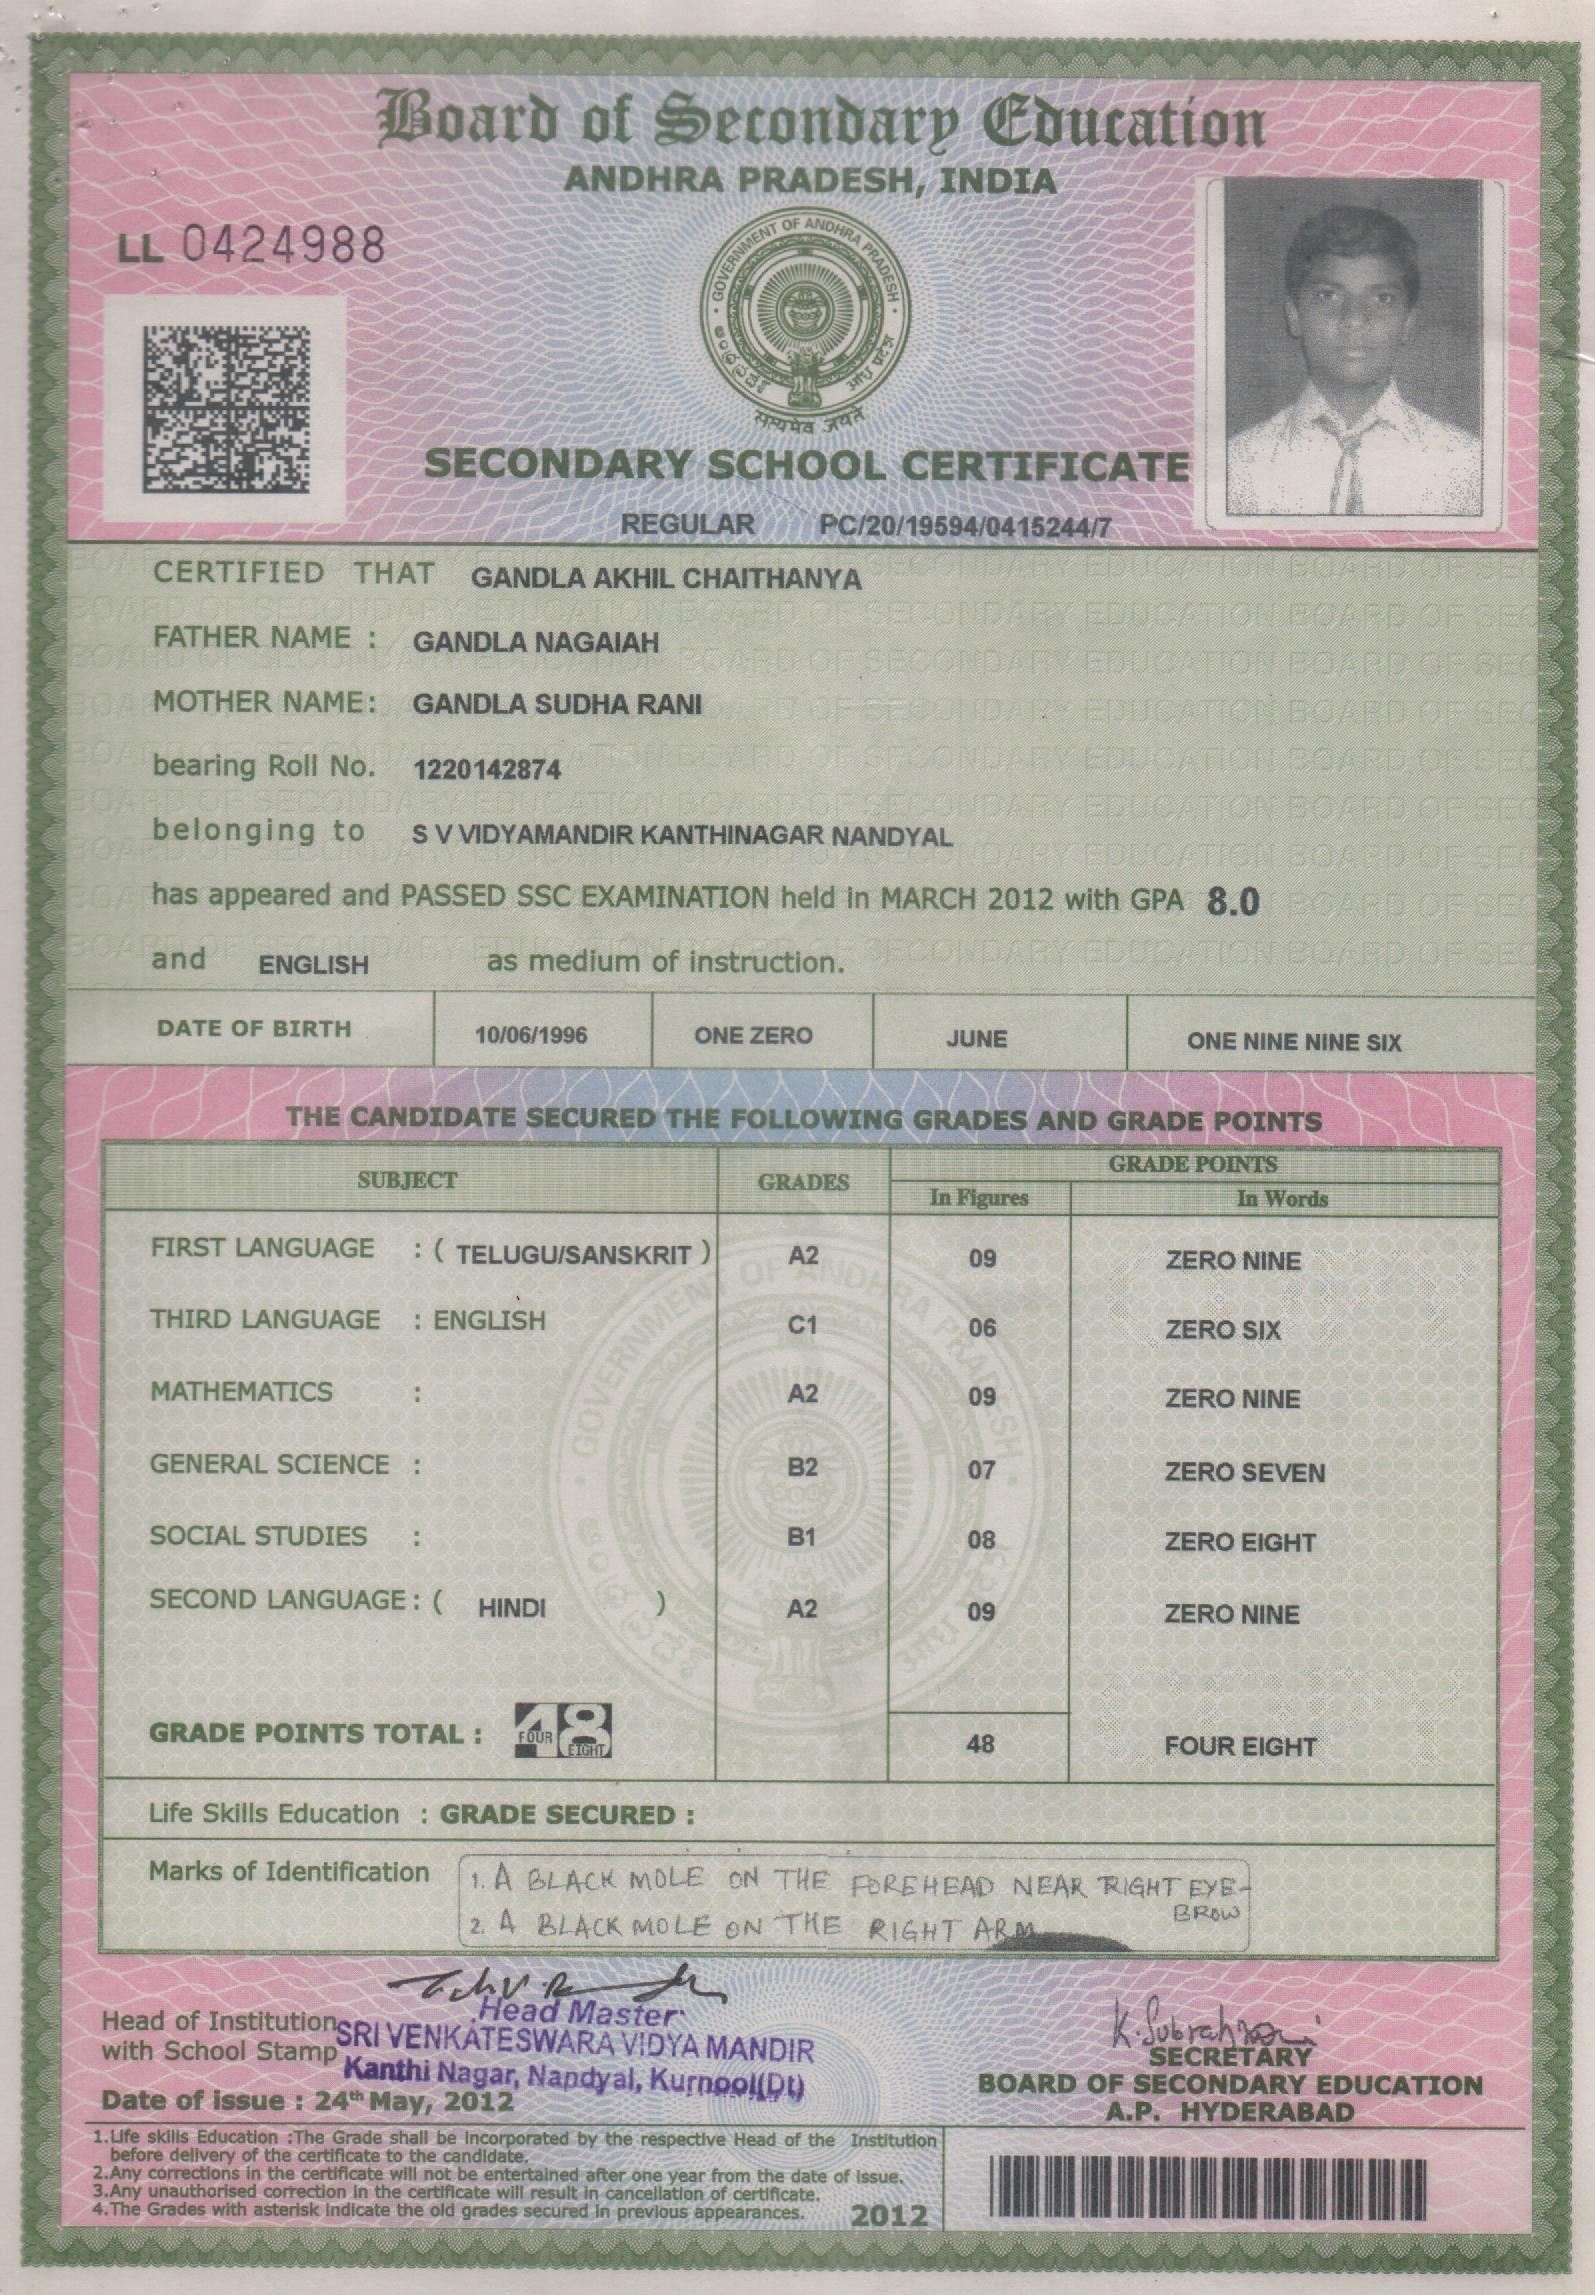 Board of Secondary Education
ANDHRA PRADESH, INDIA
LL 0424988
GOVERNMENT OF ANDHRA PRADESH
सत्यमेव जयते
SECONDARY SCHOOL CERTIFICATE
REGULAR PC/20/19594/0415244/7
CERTIFIED THAT GANDLA AKHIL CHAITHANYA
FATHER NAME : GANDLA NAGAIAH
MOTHER NAME: GANDLA SUDHA RANI
bearing Roll No. 1220142874
belonging to S V VIDYAMANDIR KANTHINAGAR NANDYAL
has appeared and PASSED SSC EXAMINATION held in MARCH 2012 with GPA 8.0
and ENGLISH as medium of instruction.
DATE OF BIRTH 10/06/1996 ONE ZERO JUNE ONE NINE NINE SIX
THE CANDIDATE SECURED THE FOLLOWING GRADES AND GRADE POINTS
SUBJECT GRADES GRADE POINTS
In Figures In Words
FIRST LANGUAGE : ( TELUGU/SANSKRIT ) A2 09 ZERO NINE
THIRD LANGUAGE : ENGLISH C1 06 ZERO SIX
MATHEMATICS : A2 09 ZERO NINE
GENERAL SCIENCE : B2 07 ZERO SEVEN
SOCIAL STUDIES : B1 08 ZERO EIGHT
SECOND LANGUAGE : ( HINDI ) A2 09 ZERO NINE
GRADE POINTS TOTAL : 48 FOUR EIGHT 48 FOUR EIGHT
Life Skills Education : GRADE SECURED :
Marks of Identification
1. A BLACK MOLE ON THE FOREHEAD NEAR RIGHT EYE-
BROW
2. A BLACK MOLE ON THE RIGHT ARM
Head Master
Head of Institution
with School Stamp
SRI VENKATESWARA VIDYA MANDIR
Kanthi Nagar, Nandyal, Kurnool(Dt)
Date of issue : 24th May, 2012
K. Subrah
SECRETARY
BOARD OF SECONDARY EDUCATION
A.P. HYDERABAD
1.Life skills Education :The Grade shall be incorporated by the respective Head of the Institution
before delivery of the certificate to the candidate.
2.Any corrections in the certificate will not be entertained after one year from the date of issue.
3.Any unauthorised correction in the certificate will result in cancellation of certificate.
4.The Grades with asterisk indicate the old grades secured in previous appearances.
2012